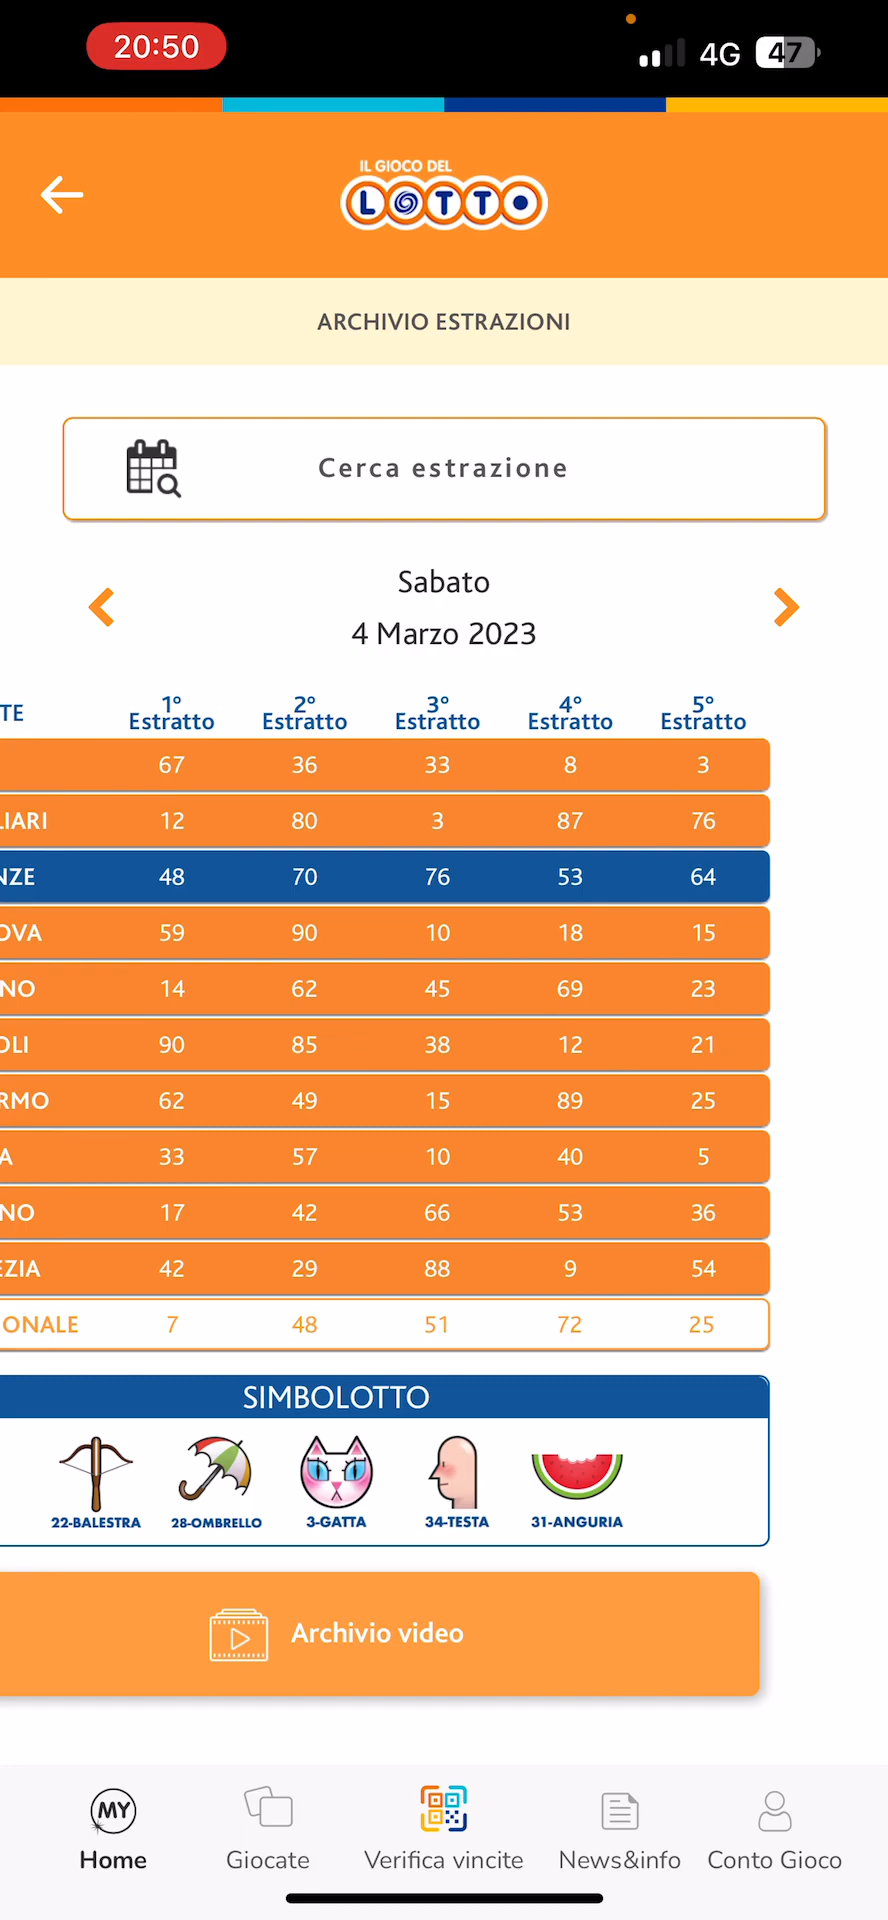 20:50
4G 47
IL GIOCO DEL
LOTTO
ARCHIVIO ESTRAZIONI
Cerca estrazione
Sabato
4 Marzo 2023
TE 1° Estratto 2° Estratto 3° Estratto 4° Estratto 5° Estratto
67 36 33 8 3
LIARI 12 80 3 87 76
NZE 48 70 76 53 64
OVA 59 90 10 18 15
NO 14 62 45 69 23
OLI 90 85 38 12 21
RMO 62 49 15 89 25
A 33 57 10 40 5
NO 17 42 66 53 36
EZIA 42 29 88 9 54
ONALE 7 48 51 72 25
SIMBOLOTTO
22-BALESTRA 28-OMBRELLO 3-GATTA 34-TESTA 31-ANGURIA
Archivio video
MY
Home Giocate Verifica vincite News&info Conto Gioco